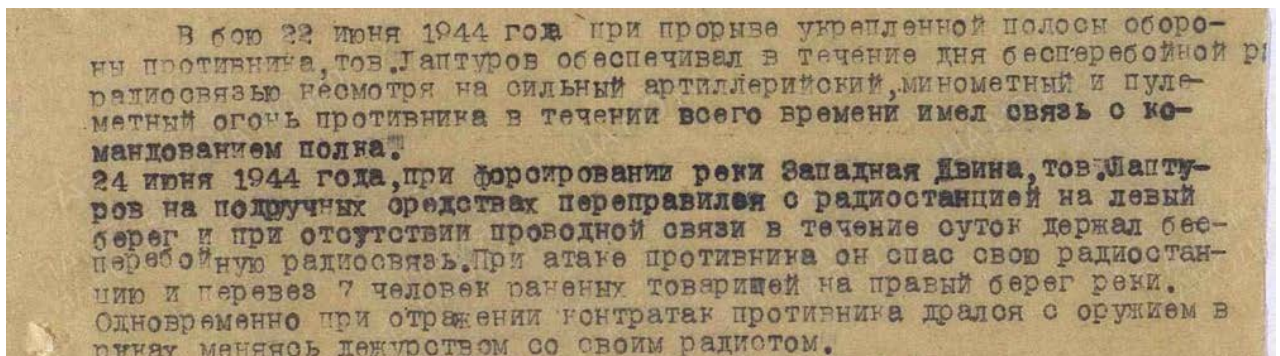 В бою 22 июня 1944 года при прорыве укрепленной полосы оборо-
ны противника,тов.Лаптуров обеспечивал в течение дня бесперебойной р
радиосвязью несмотря на сильный артиллерийский,минометный и пуле-
метный огонь противника в течении всего времени имел связь с ко-
мандованием полка.
24 июня 1944 года,при форсировании реки Западная Двина,тов.Лапту-
ров на подручных средствах переправился с радиостанцией на левый
берег и при отсутствии проводной связи в течение суток держал бес-
перебойную радиосвязь.При атаке противника он спас свою радиостан-
цию и перевез 7 человек раненых товарищей на правый берег реки.
Одновременно при отражении контратак противника дрался с оружием в
руках меняясь дежурством со своим радистом.